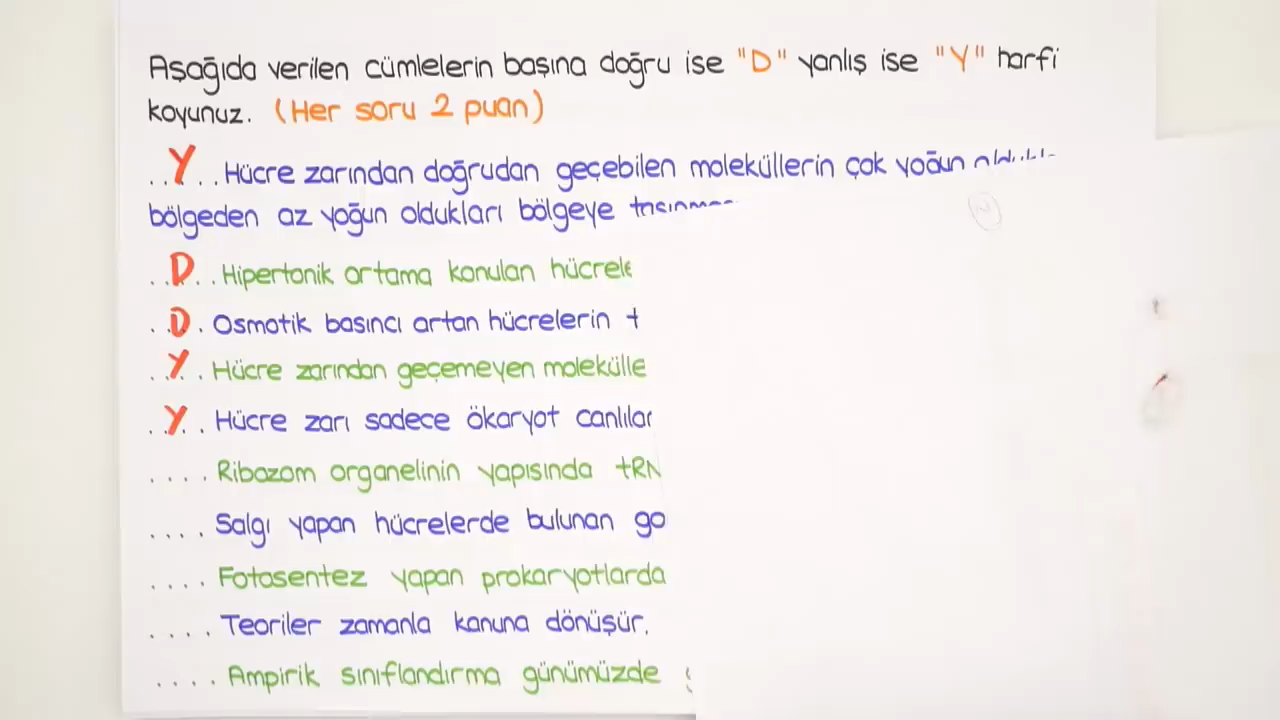 Aşağıda verilen cümlelerin başına doğru ise "D" yanlış ise "Y" harfi
koyunuz. (Her soru 2 puan)
..Y.. Hücre zarından doğrudan geçebilen moleküllerin çok yoğun
bölgeden az yoğun oldukları bölgeye
..D.. Hipertonik ortama konulan
..D.. Osmotik basıncı artan hücrelerin
..Y.. Hücre zarından geçemeyen
..Y.. Hücre zarı sadece ökaryot
.... Ribozom organelinin yapısında
.... Salgı yapan hücrelerde bulunan
.... Fotosentez yapan prokaryotlarda
.... Teoriler zamanla kanuna dönüşür.
.... Ampirik sınıflandırma günümüzde